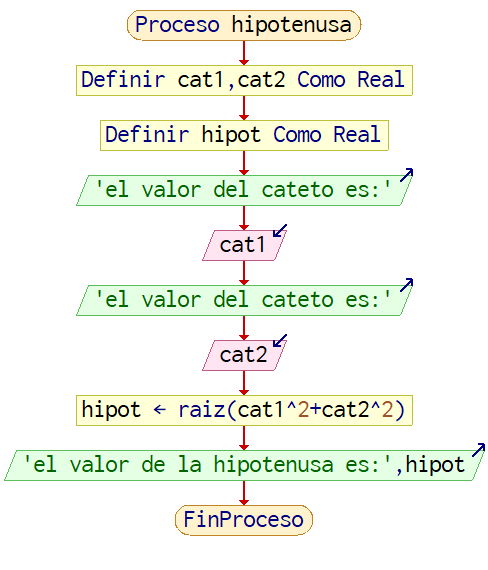 Proceso hipotenusa
Definir cat1,cat2 Como Real
Definir hipot Como Real
'el valor del cateto es:'
cat1
'el valor del cateto es:'
cat2
hipot ← raiz(cat1^2+cat2^2)
'el valor de la hipotenusa es:',hipot
FinProceso